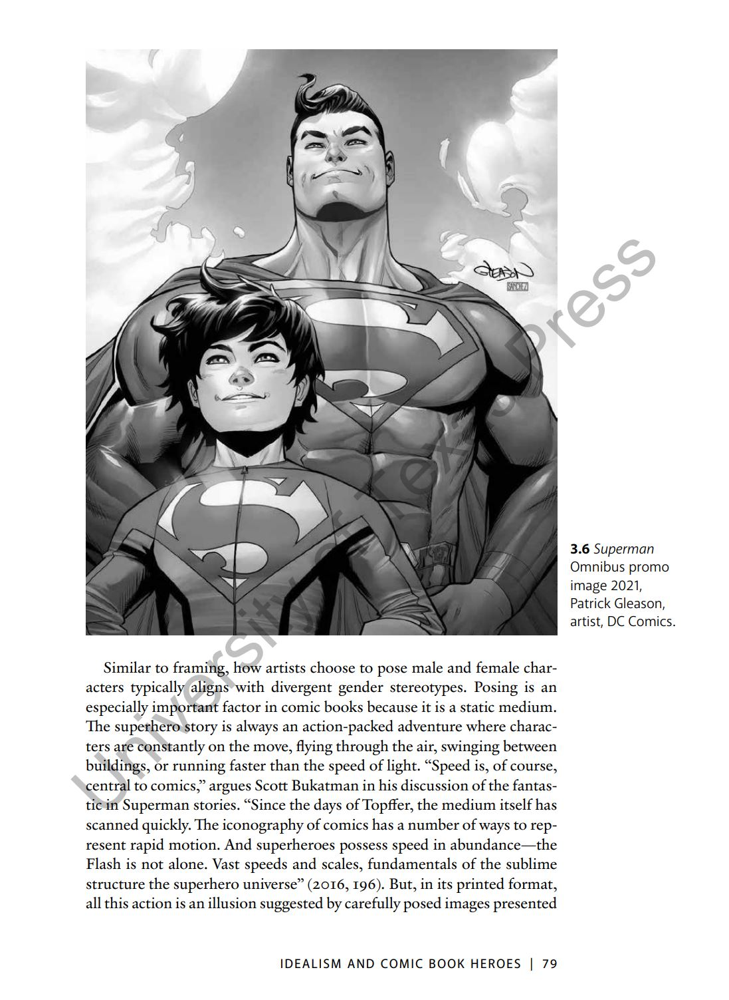 GLEASON
SANCHEZ
3.6 Superman
Omnibus promo
image 2021,
Patrick Gleason,
artist, DC Comics.
Similar to framing, how artists choose to pose male and female char-
acters typically aligns with divergent gender stereotypes. Posing is an
especially important factor in comic books because it is a static medium.
The superhero story is always an action-packed adventure where charac-
ters are constantly on the move, flying through the air, swinging between
buildings, or running faster than the speed of light. “Speed is, of course,
central to comics,” argues Scott Bukatman in his discussion of the fantas-
tic in Superman stories. “Since the days of Topffer, the medium itself has
scanned quickly. The iconography of comics has a number of ways to rep-
resent rapid motion. And superheroes possess speed in abundance—the
Flash is not alone. Vast speeds and scales, fundamentals of the sublime
structure the superhero universe” (2016, 196). But, in its printed format,
all this action is an illusion suggested by carefully posed images presented
IDEALISM AND COMIC BOOK HEROES | 79
University of Texas Press